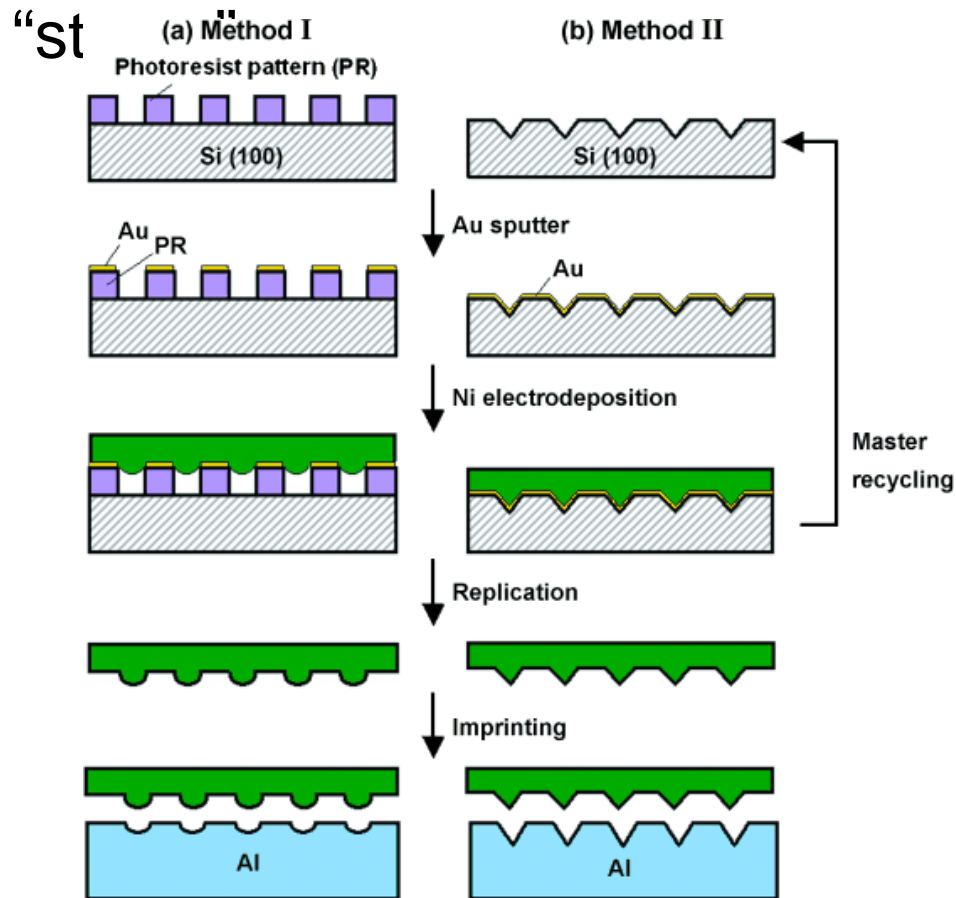 “st "
(a) Method I
(b) Method II
Photoresist pattern (PR)
Si (100)
Si (100)
Au sputter
Au
PR
Au
Ni electrodeposition
Master
recycling
Replication
Imprinting
Al
Al